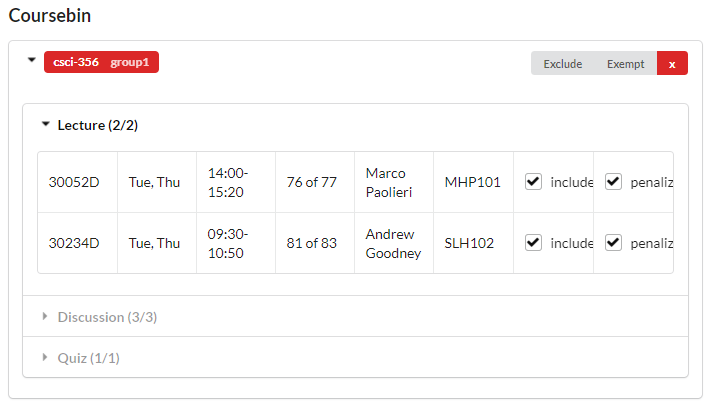 Coursebin
csci-356 group1 Exclude Exempt x
Lecture (2/2)
30052D Tue, Thu 14:00-15:20 76 of 77 Marco Paolieri MHP101 include penaliz
30234D Tue, Thu 09:30-10:50 81 of 83 Andrew Goodney SLH102 include penaliz
Discussion (3/3)
Quiz (1/1)